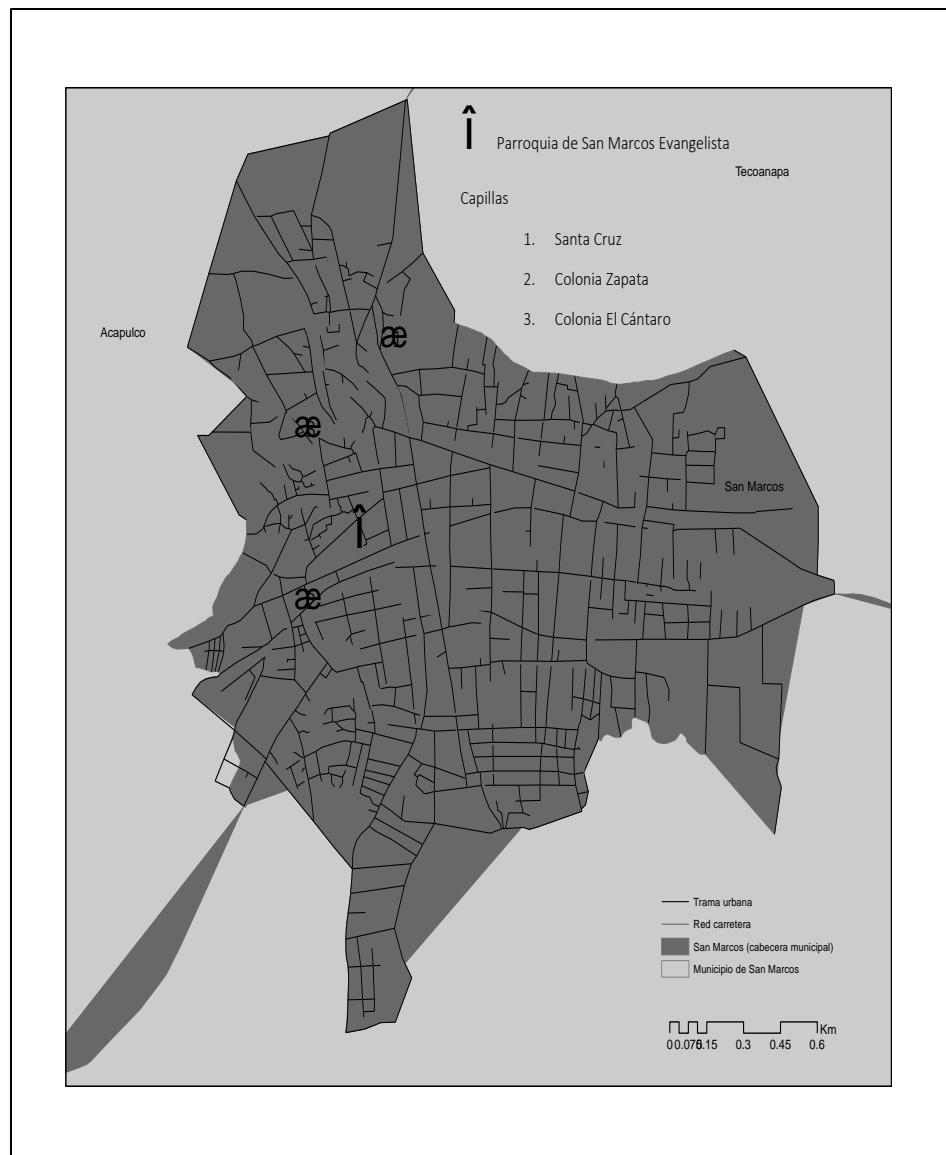 Î Parroquia de San Marcos Evangelista
Tecoanapa
Capillas
1. Santa Cruz
2. Colonia Zapata
3. Colonia El Cántaro
Acapulco
æ
æ
San Marcos
Î
æ
Trama urbana
Red carretera
San Marcos (cabecera municipal)
Municipio de San Marcos
Km
0 0.075 0.15 0.3 0.45 0.6